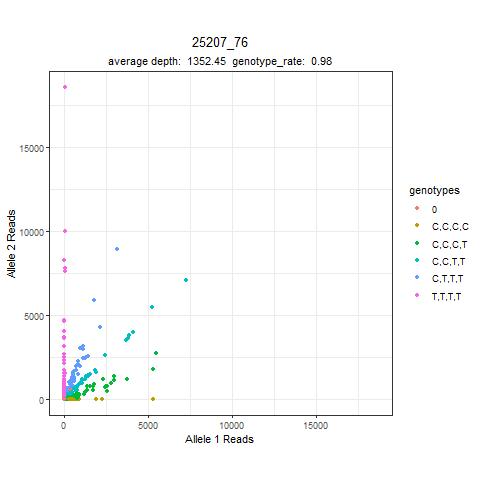 25207_76
average depth:  1352.45  genotype_rate:  0.98
Allele 2 Reads
15000
10000
5000
0
0
5000
10000
15000
Allele 1 Reads
genotypes
0
C,C,C,C
C,C,C,T
C,C,T,T
C,T,T,T
T,T,T,T